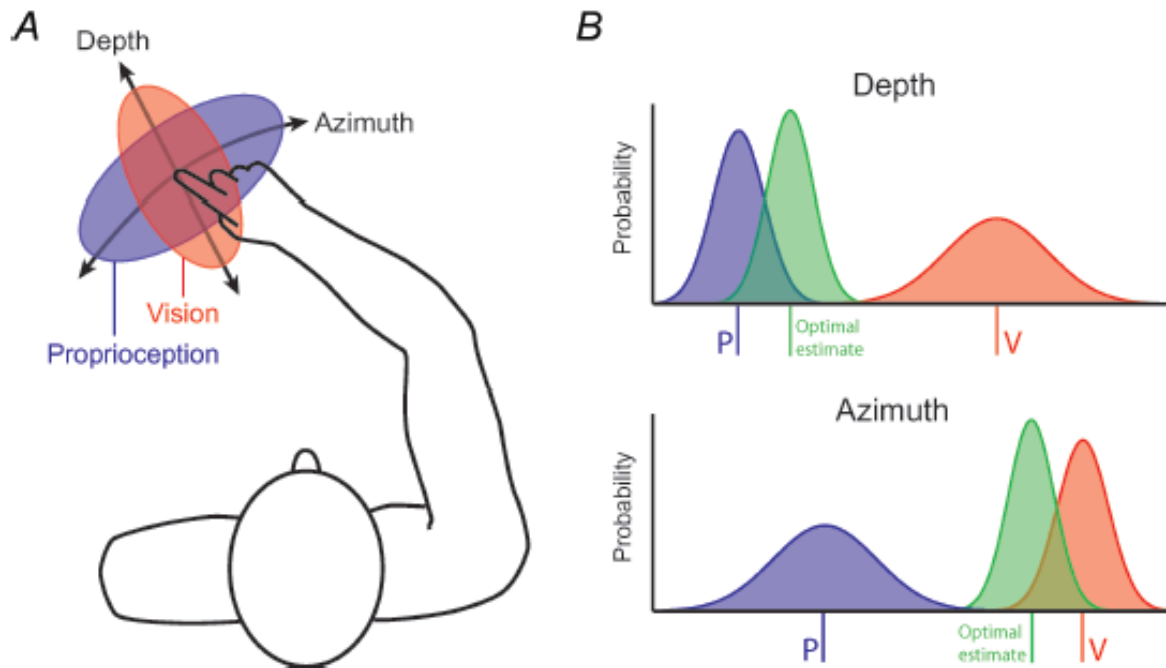 A
Depth
Azimuth
Vision
Proprioception
B
Depth
Probability
P
Optimal
estimate
V
Azimuth
Probability
P
Optimal
estimate
V